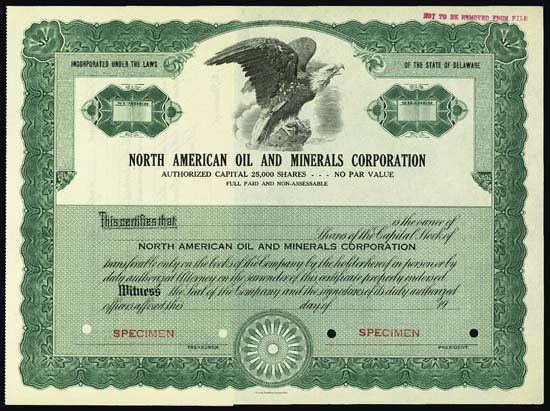 NOT TO BE REMOVED FROM FILE
INCORPORATED UNDER THE LAWS
OF THE STATE OF DELAWARE
NUMBER
SHARES
NORTH AMERICAN OIL AND MINERALS CORPORATION
AUTHORIZED CAPITAL 25,000 SHARES - - - NO PAR VALUE
FULL PAID AND NON-ASSESSABLE
This certifies that
is the owner of
Shares of the Capital Stock of
NORTH AMERICAN OIL AND MINERALS CORPORATION
transferable only on the books of the Company by the holder hereof in person or by
duly authorized Attorney on the surrender of this certificate properly endorsed.
Witness the Seal of the Company and the signatures of its duly authorized
officers affixed this day of 19
SPECIMEN
SPECIMEN
TREASURER.
PRESIDENT.